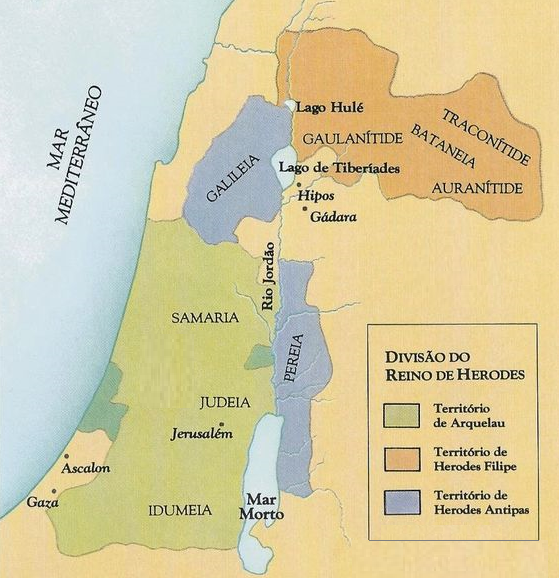 MAR
MEDITERRÂNEO
Lago Hulé
TRACONÍTIDE
GAULANÍTIDE
BATANEIA
GALILEIA
Lago de Tiberíades
AURANÍTIDE
Hipos
Gádara
Rio Jordão
SAMARIA
PEREIA
JUDEIA
Jerusalém
Ascalon
Gaza
IDUMEIA
Mar
Morto
DIVISÃO DO
REINO DE HERODES
Território
de Arquelau
Território de
Herodes Filipe
Território de
Herodes Antipas